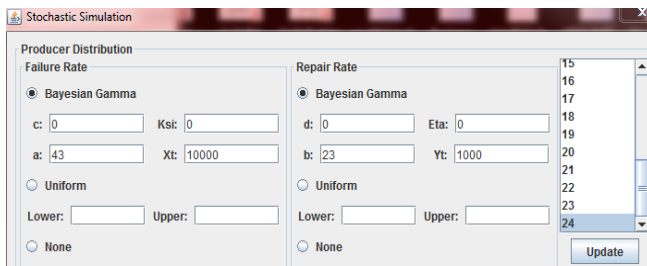 Stochastic Simulation
Producer Distribution
Failure Rate
Bayesian Gamma
c: 0 Ksi: 0
a: 43 Xt: 10000
Uniform
Lower: Upper:
None
Repair Rate
Bayesian Gamma
d: 0 Eta: 0
b: 23 Yt: 1000
Uniform
Lower: Upper:
None
15
16
17
18
19
20
21
22
23
24
Update